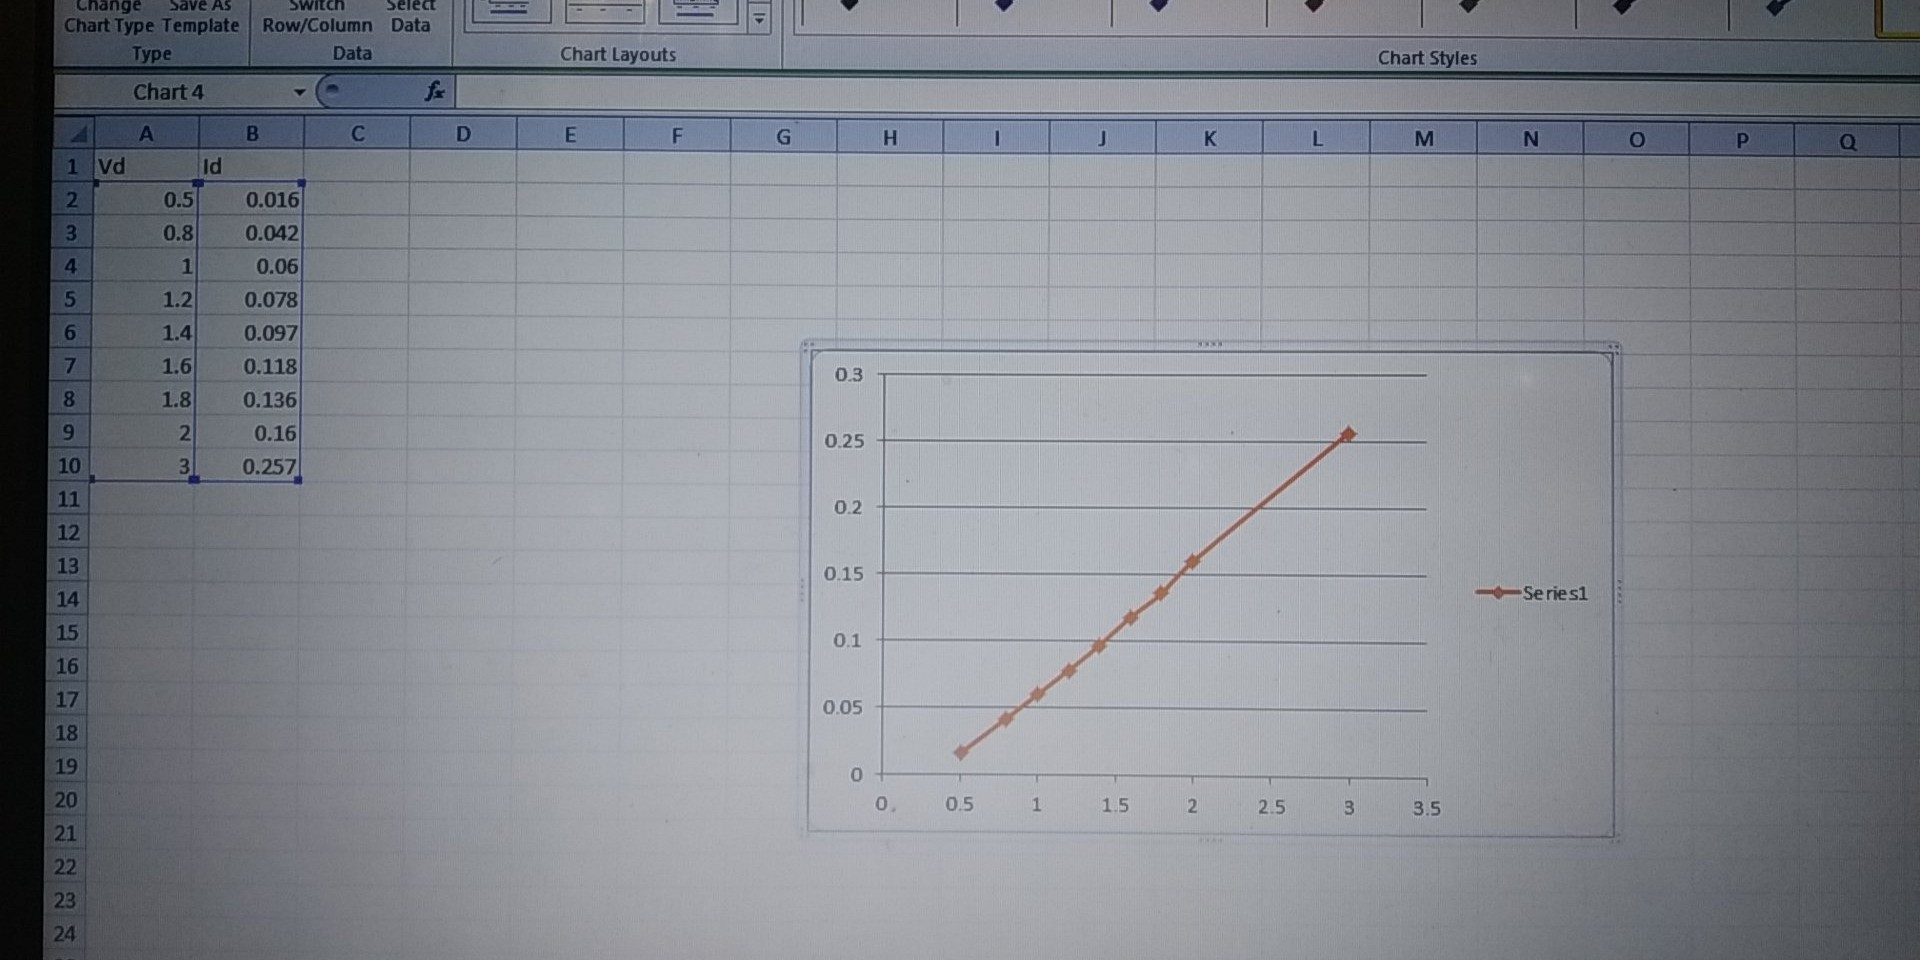 Change Save As Switch Select
Chart Type Template Row/Column Data
Type Data Chart Layouts Chart Styles
Chart 4 fx
A B C D E F G H I J K L M N O P Q
1 Vd Id
2 0.5 0.016
3 0.8 0.042
4 1 0.06
5 1.2 0.078
6 1.4 0.097
7 1.6 0.118
8 1.8 0.136
9 2 0.16
10 3 0.257
11
12
13
14
15
16
17
18
19
20
21
22
23
24
0.3
0.25
0.2
0.15
0.1
0.05
0
0 0.5 1 1.5 2 2.5 3 3.5
Series1